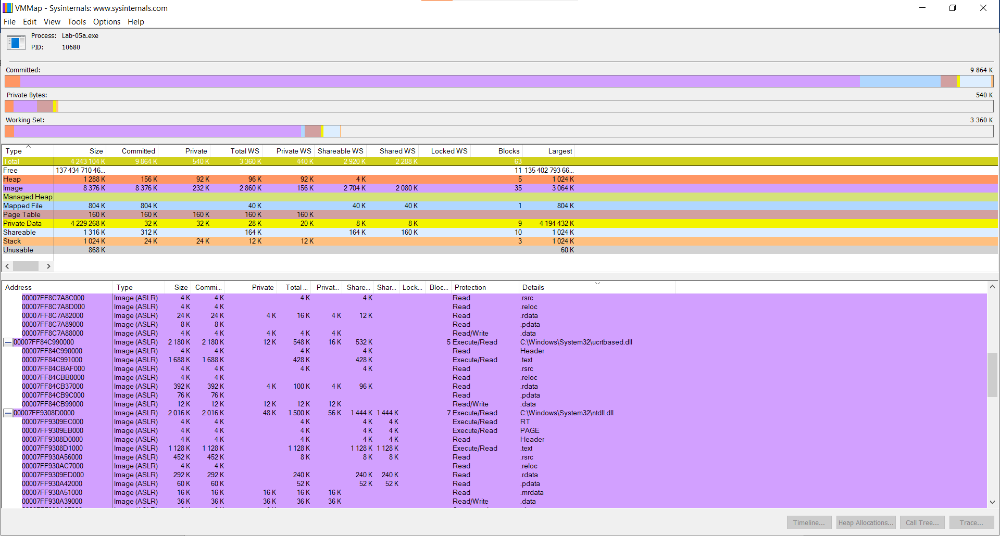 VMMap - Sysinternals: www.sysinternals.com
File Edit View Tools Options Help
Process: Lab-05a.exe
PID: 10680
Committed: 9 864 K
Private Bytes: 540 K
Working Set: 3 360 K
Type Size Committed Private Total WS Private WS Shareable WS Shared WS Locked WS Blocks Largest
Total 4 243 104 K 9 864 K 540 K 3 360 K 440 K 2 920 K 2 288 K 63
Free 137 434 710 46... 11 135 402 793 66...
Heap 1 288 K 156 K 92 K 96 K 92 K 4 K 5 1 024 K
Image 8 376 K 8 376 K 232 K 2 860 K 156 K 2 704 K 2 080 K 35 3 064 K
Managed Heap
Mapped File 804 K 804 K 40 K 40 K 40 K 1 804 K
Page Table 160 K 160 K 160 K 160 K 160 K
Private Data 4 229 268 K 32 K 32 K 28 K 20 K 8 K 8 K 9 4 194 432 K
Shareable 1 316 K 312 K 164 K 164 K 160 K 10 1 024 K
Stack 1 024 K 24 K 24 K 12 K 12 K 3 1 024 K
Unusable 868 K 60 K
Address Type Size Commi... Private Total ... Privat... Share... Shar... Lock... Bloc... Protection Details
00007FF8C7A8C000 Image (ASLR) 4 K 4 K 4 K 4 K Read .rsrc
00007FF8C7A8D000 Image (ASLR) 4 K 4 K Read .reloc
00007FF8C7A82000 Image (ASLR) 24 K 24 K 4 K 16 K 4 K 12 K Read .rdata
00007FF8C7A89000 Image (ASLR) 8 K 8 K Read .pdata
00007FF8C7A88000 Image (ASLR) 4 K 4 K 4 K 4 K 4 K Read/Write .data
00007FF84C990000 Image (ASLR) 2 180 K 2 180 K 12 K 548 K 16 K 532 K 5 Execute/Read C:\Windows\System32\ucrtbased.dll
00007FF84C990000 Image (ASLR) 4 K 4 K 4 K 4 K Read Header
00007FF84C991000 Image (ASLR) 1 688 K 1 688 K 428 K 428 K Execute/Read .text
00007FF84CBAF000 Image (ASLR) 4 K 4 K 4 K 4 K Read .rsrc
00007FF84CBB0000 Image (ASLR) 4 K 4 K Read .reloc
00007FF84CB37000 Image (ASLR) 392 K 392 K 4 K 100 K 4 K 96 K Read .rdata
00007FF84CB9C000 Image (ASLR) 76 K 76 K Read .pdata
00007FF84CB99000 Image (ASLR) 12 K 12 K 12 K 12 K 12 K Read/Write .data
00007FF9308D0000 Image (ASLR) 2 016 K 2 016 K 48 K 1 500 K 56 K 1 444 K 1 444 K 7 Execute/Read C:\Windows\System32\ntdll.dll
00007FF9309EC000 Image (ASLR) 4 K 4 K 4 K 4 K 4 K Execute/Read RT
00007FF9309EB000 Image (ASLR) 4 K 4 K 4 K 4 K 4 K Execute/Read PAGE
00007FF9308D0000 Image (ASLR) 4 K 4 K 4 K 4 K 4 K Read Header
00007FF9308D1000 Image (ASLR) 1 128 K 1 128 K 1 128 K 1 128 K 1 128 K Execute/Read .text
00007FF930A56000 Image (ASLR) 452 K 452 K 8 K 8 K 8 K Read .rsrc
00007FF930AC7000 Image (ASLR) 4 K 4 K Read .reloc
00007FF9309ED000 Image (ASLR) 292 K 292 K 240 K 240 K 240 K Read .rdata
00007FF930A42000 Image (ASLR) 60 K 60 K 52 K 52 K 52 K Read .pdata
00007FF930A51000 Image (ASLR) 16 K 16 K 16 K 16 K 16 K Read .mrdata
00007FF930A39000 Image (ASLR) 36 K 36 K 36 K 36 K 36 K Read/Write .data
Timeline... Heap Allocations... Call Tree... Trace...